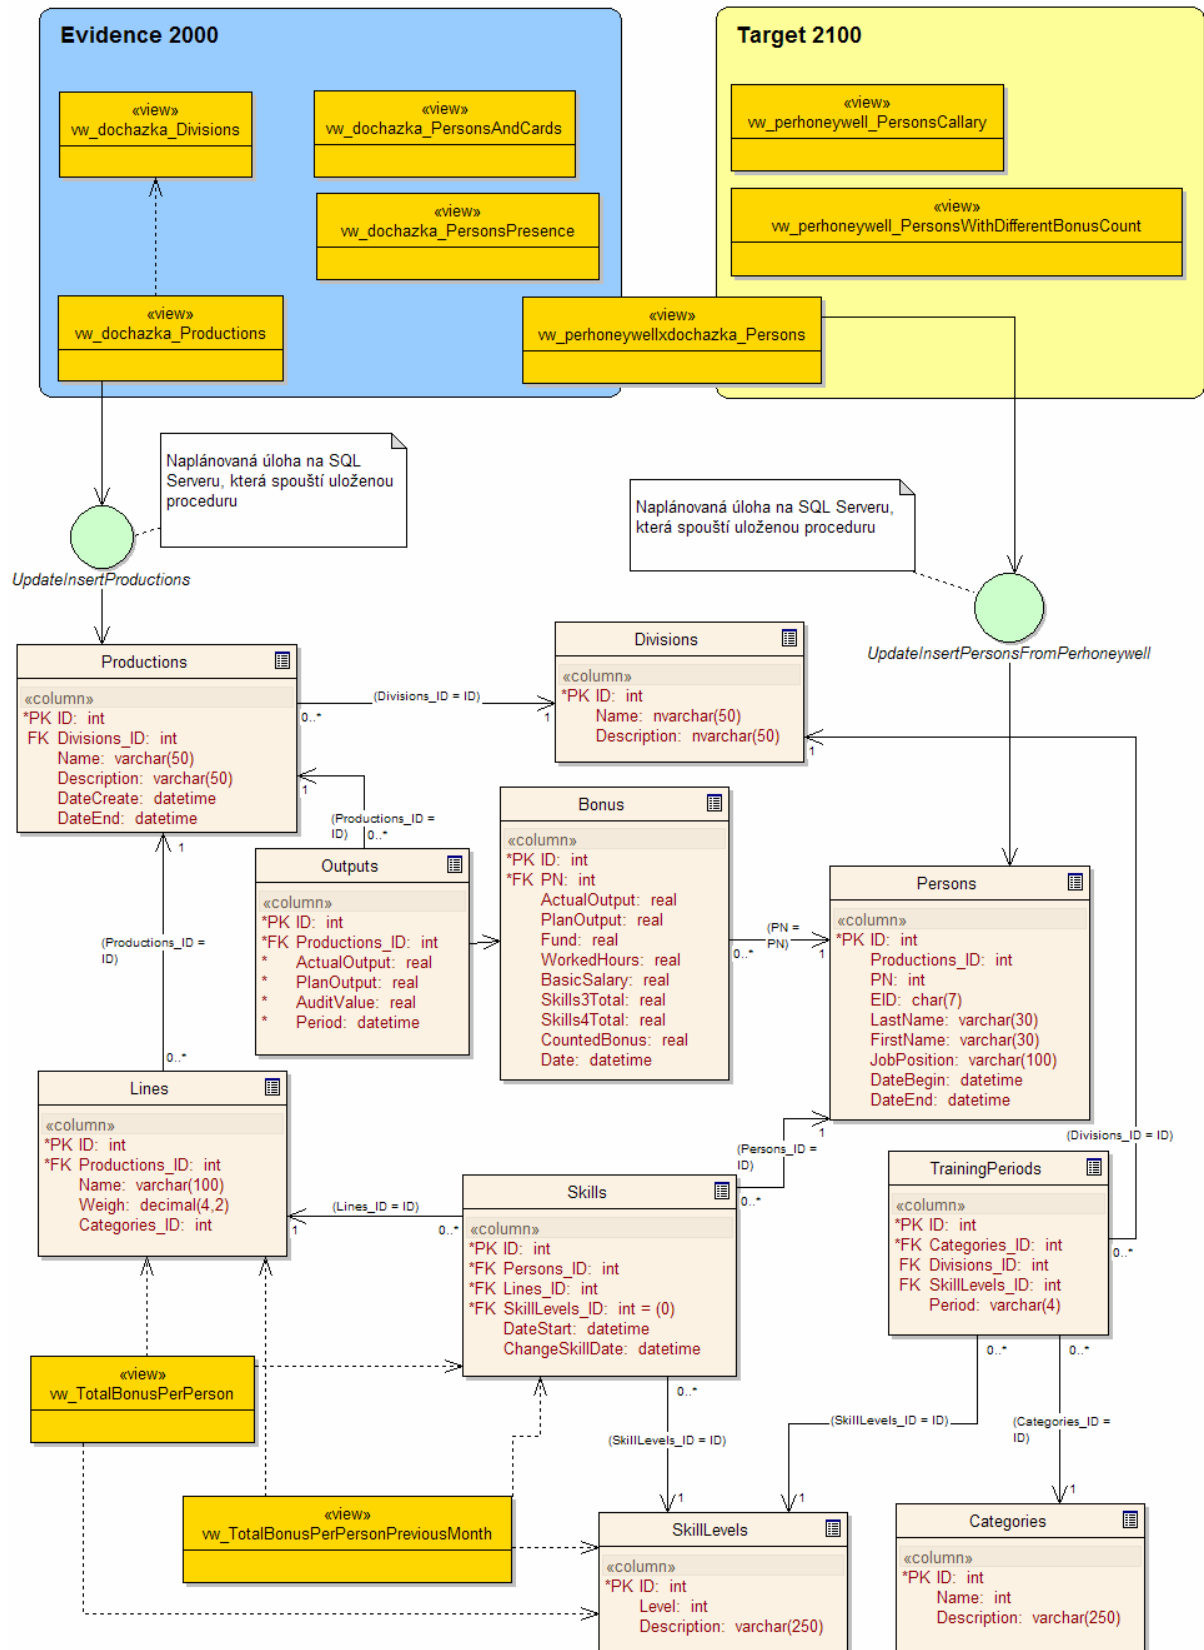 Evidence 2000
Target 2100
«view»
vw_dochazka_Divisions
«view»
vw_dochazka_PersonsAndCards
«view»
vw_perhoneywell_PersonsCallary
«view»
vw_dochazka_PersonsPresence
«view»
vw_perhoneywell_PersonsWithDifferentBonusCount
«view»
vw_dochazka_Productions
«view»
vw_perhoneywellxdochazka_Persons
Naplánovaná úloha na SQL
Serveru, která spouští uloženou
proceduru
Naplánovaná úloha na SQL Serveru,
která spouští uloženou proceduru
UpdateInsertProductions
UpdateInsertPersonsFromPerhoneywell
Productions
«column»
*PK ID: int
FK Divisions_ID: int
Name: varchar(50)
Description: varchar(50)
DateCreate: datetime
DateEnd: datetime
(Divisions_ID = ID)
0..*
1
Divisions
«column»
*PK ID: int
Name: nvarchar(50)
Description: nvarchar(50)
1
1
(Productions_ID =
ID)
0..*
Outputs
«column»
*PK ID: int
*FK Productions_ID: int
* ActualOutput: real
* PlanOutput: real
* AuditValue: real
* Period: datetime
Bonus
«column»
*PK ID: int
*FK PN: int
ActualOutput: real
PlanOutput: real
Fund: real
WorkedHours: real
BasicSalary: real
Skills3Total: real
Skills4Total: real
CountedBonus: real
Date: datetime
(PN =
PN)
0..*
1
Persons
«column»
*PK ID: int
Productions_ID: int
PN: int
EID: char(7)
LastName: varchar(30)
FirstName: varchar(30)
JobPosition: varchar(100)
DateBegin: datetime
DateEnd: datetime
1
(Productions_ID =
ID)
0..*
Lines
«column»
*PK ID: int
*FK Productions_ID: int
Name: varchar(100)
Weigh: decimal(4,2)
Categories_ID: int
(Lines_ID = ID)
1
0..*
Skills
«column»
*PK ID: int
*FK Persons_ID: int
*FK Lines_ID: int
*FK SkillLevels_ID: int = (0)
DateStart: datetime
ChangeSkillDate: datetime
1
(Persons_ID =
ID)
0..*
(Divisions_ID = ID)
0..*
TrainingPeriods
«column»
*PK ID: int
*FK Categories_ID: int
FK Divisions_ID: int
FK SkillLevels_ID: int
Period: varchar(4)
«view»
vw_TotalBonusPerPerson
0..*
(SkillLevels_ID = ID)
1
0..*
(SkillLevels_ID = ID)
1
0..*
(Categories_ID =
ID)
1
«view»
vw_TotalBonusPerPersonPreviousMonth
SkillLevels
«column»
*PK ID: int
Level: int
Description: varchar(250)
Categories
«column»
*PK ID: int
Name: int
Description: varchar(250)